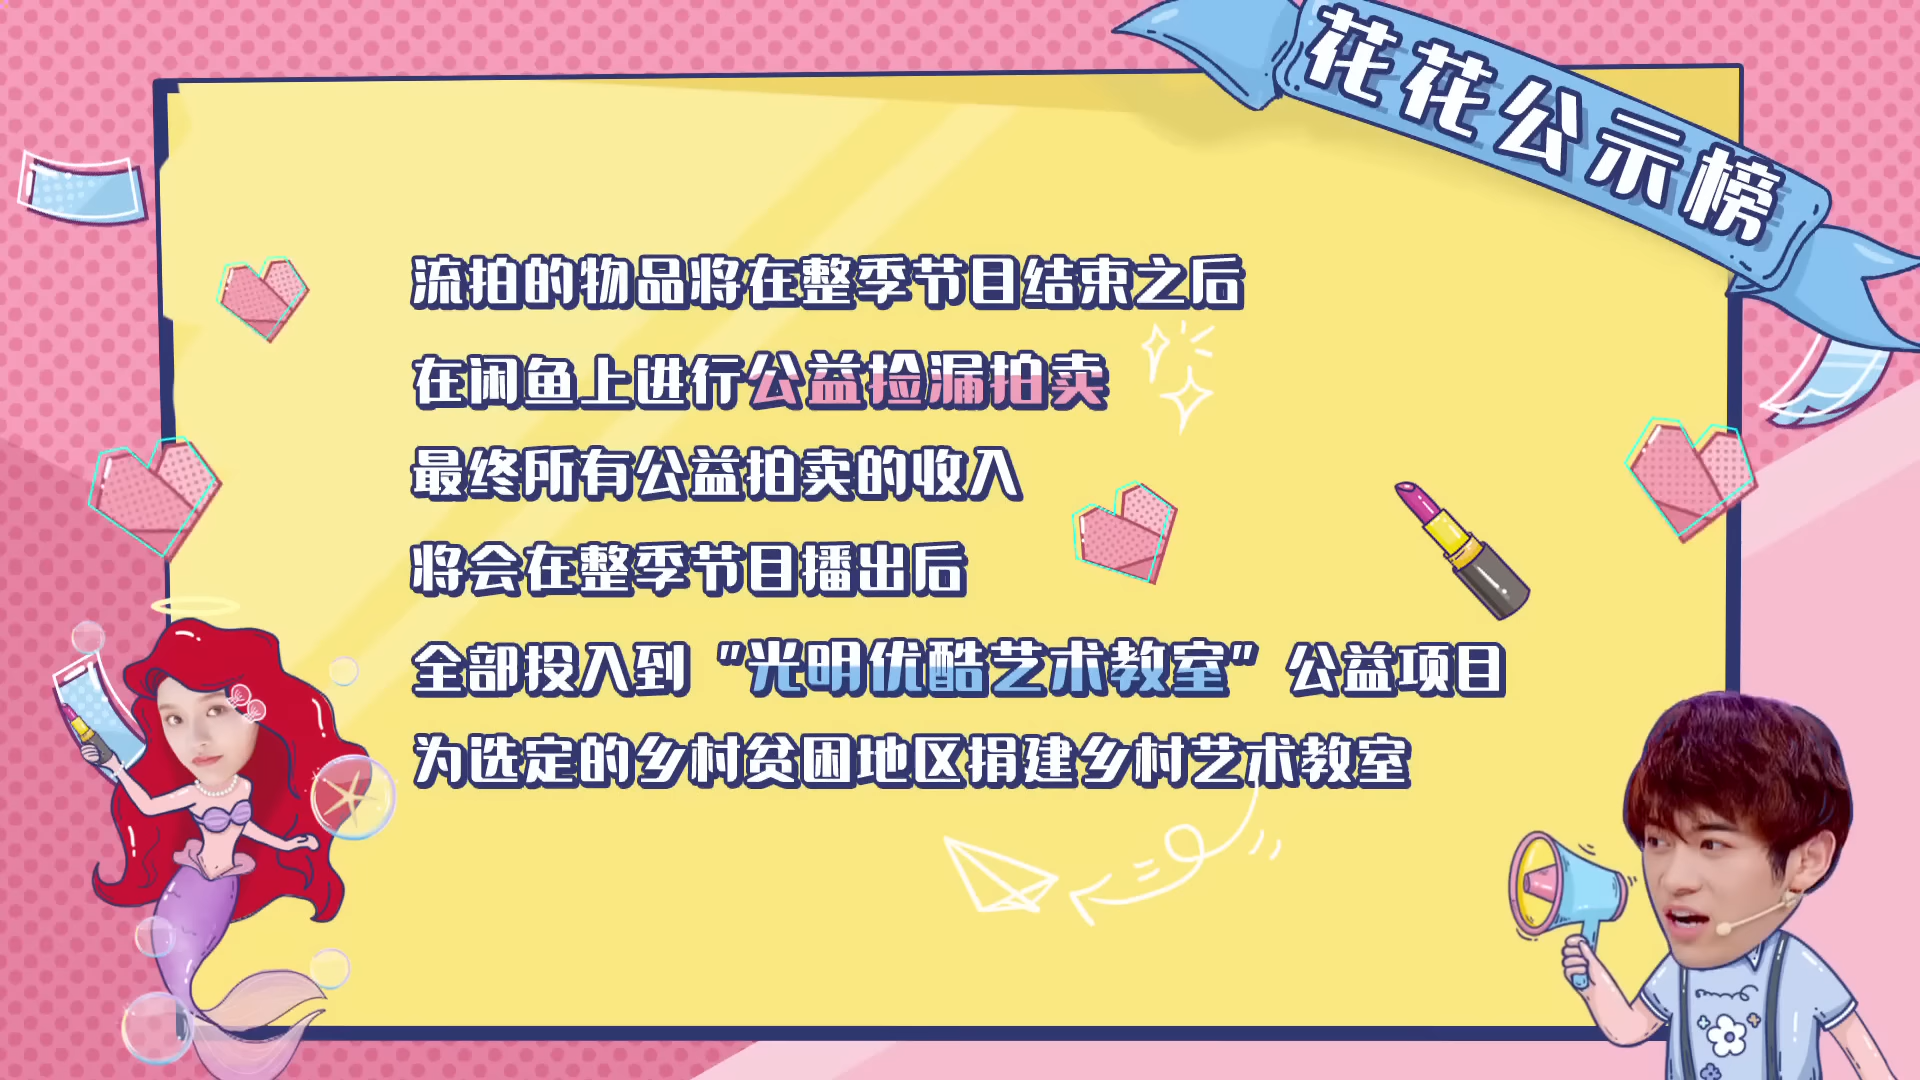 花花公示榜
流拍的物品将在整季节目结束之后
在闲鱼上进行公益捡漏拍卖
最终所有公益拍卖的收入
将会在整季节目播出后
全部投入到 "光明优酷艺术教室" 公益项目
为选定的乡村贫困地区捐建乡村艺术教室